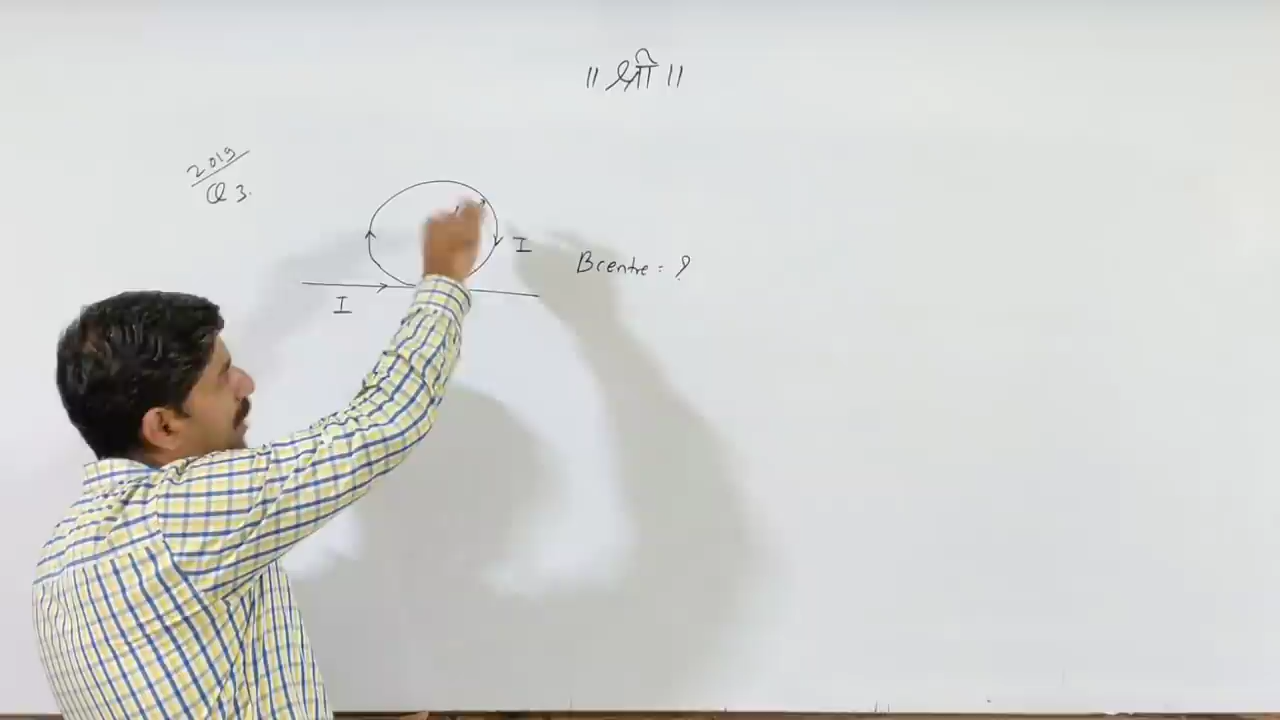 ॥ श्री ॥
2019
Q 3.
I
Bcentre = ?
I